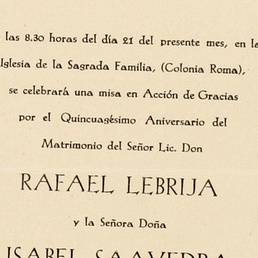 las 8.30 horas del día 21 del presente mes, en la
Iglesia de la Sagrada Familia, (Colonia Roma),
se celebrará una misa en Acción de Gracias
por el Quincuagésimo Aniversario del
Matrimonio del Señor Lic. Don
RAFAEL LEBRIJA
y la Señora Doña
ISABEL SAAVEDRA